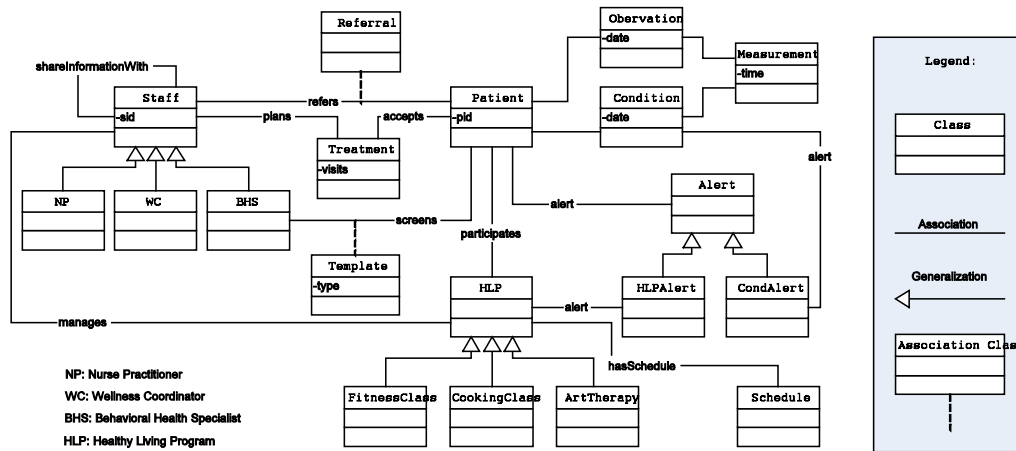 Referral
Obervation
-date
Measurement
-time
Legend:
shareInformationWith
Staff
-sid
refers
Patient
-pid
Condition
-date
plans
accepts
Class
Treatment
-visits
alert
NP
WC
BHS
Alert
alert
screens
Association
participates
Template
-type
HLP
HLPAlert
CondAlert
Generalization
alert
manages
Association Clas
hasSchedule
NP: Nurse Practitioner
WC: Wellness Coordinator
BHS: Behavioral Health Specialist
HLP: Healthy Living Program
FitnessClass
CookingClass
ArtTherapy
Schedule